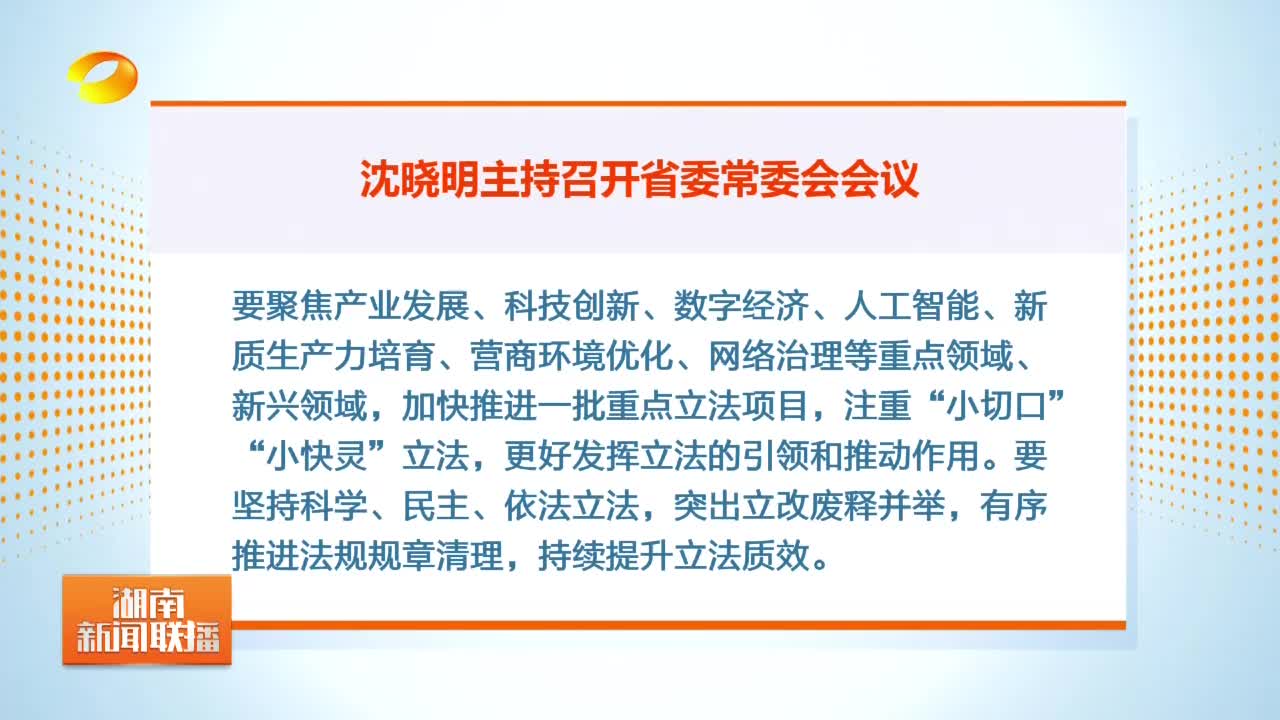 沈晓明主持召开省委常委会会议
要聚焦产业发展、科技创新、数字经济、人工智能、新
质生产力培育、营商环境优化、网络治理等重点领域、
新兴领域，加快推进一批重点立法项目，注重“小切口”
“小快灵”立法，更好发挥立法的引领和推动作用。要
坚持科学、民主、依法立法，突出立改废释并举，有序
推进法规规章清理，持续提升立法质效。
湖南
新闻联播